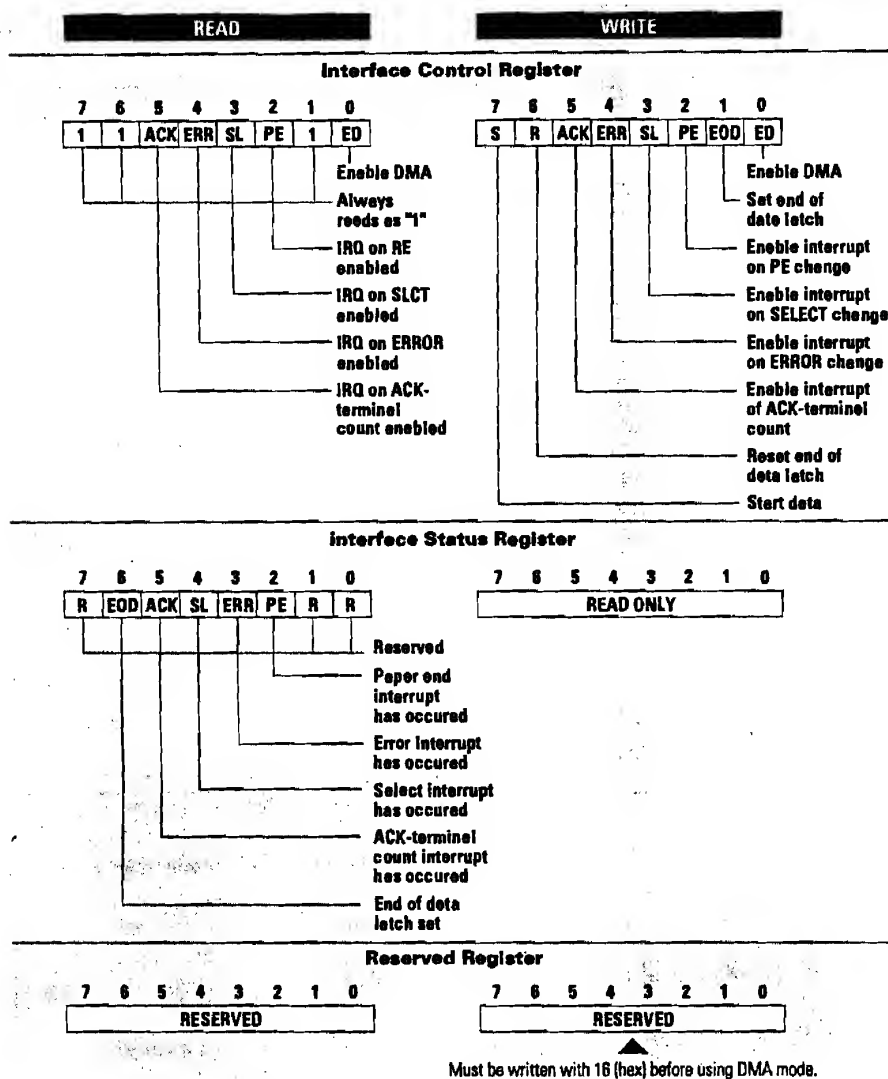 READ WRITE
Interface Control Register
7 6 5 4 3 2 1 0 7 6 5 4 3 2 1 0
1 1 ACK ERR SL PE 1 ED S R ACK ERR SL PE EOD ED
Enable DMA
Always
reads as "1"
IRQ on RE
enabled
IRQ on SLCT
enabled
IRQ on ERROR
enabled
IRQ on ACK-
terminal
count enabled
Enable DMA
Set end of
date latch
Enable interrupt
on PE change
Enable interrupt
on SELECT change
Enable interrupt
on ERROR change
Enable interrupt
of ACK-terminal
count
Reset end of
data latch
Start data
Interface Status Register
7 6 5 4 3 2 1 0 7 6 5 4 3 2 1 0
R EOD ACK SL ERR PE R R READ ONLY
Reserved
Paper end
interrupt
has occured
Error interrupt
has occured
Select interrupt
has occured
ACK-terminal
count interrupt
has occured
End of data
latch set
Reserved Register
7 6 5 4 3 2 1 0 7 6 5 4 3 2 1 0
RESERVED RESERVED
Must be written with 16 (hex) before using DMA mode.